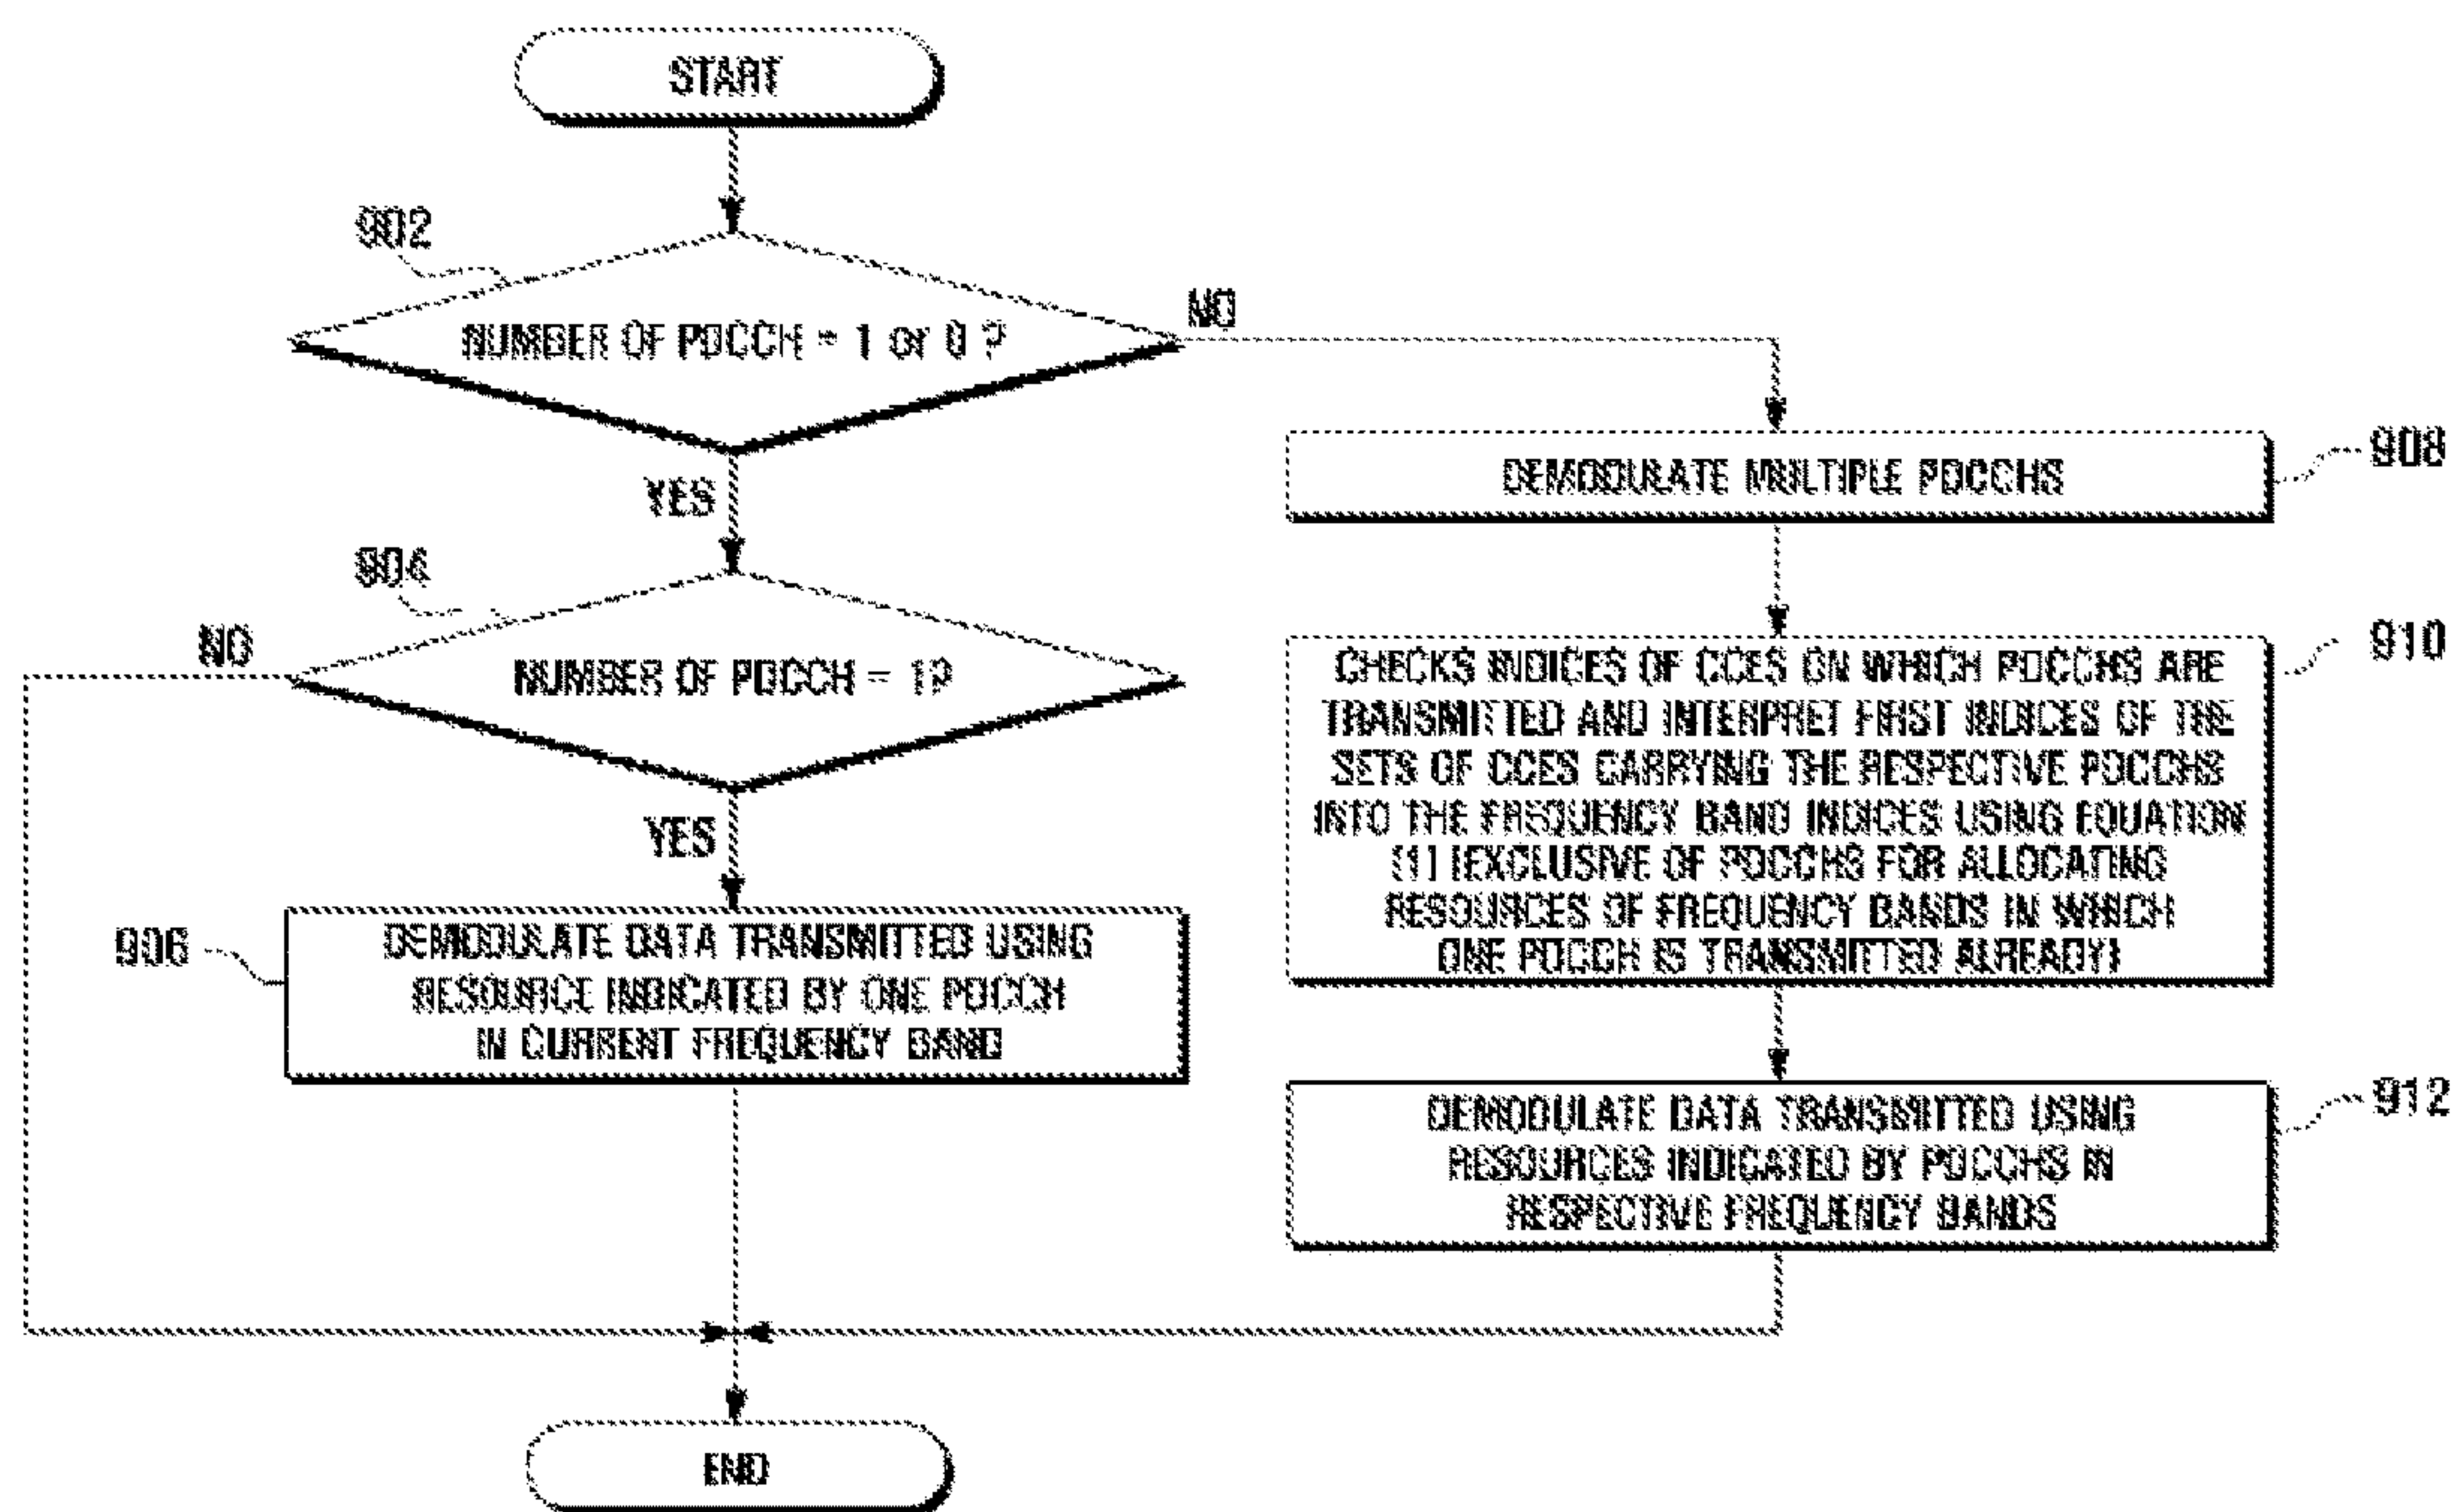 START
902
NUMBER OF PDCCH = 1 or 0 ?
NO
YES
904
NUMBER OF PDCCH = 1?
NO
YES
906
DEMODULATE DATA TRANSMITTED USING
RESOURCE INDICATED BY ONE PDCCH
IN CURRENT FREQUENCY BAND
DEMODULATE MULTIPLE PDCCHS
908
CHECKS INDICES OF CCES ON WHICH PDCCHS ARE
TRANSMITTED AND INTERPRET FIRST INDICES OF THE
SETS OF CCES CARRYING THE RESPECTIVE PDCCHS
INTO THE FREQUENCY BAND INDICES USING EQUATION
(1) (EXCLUSIVE OF PDCCHS FOR ALLOCATING
RESOURCES OF FREQUENCY BANDS IN WHICH
ONE PDCCH IS TRANSMITTED ALREADY)
910
DEMODULATE DATA TRANSMITTED USING
RESOURCES INDICATED BY PDCCHS IN
RESPECTIVE FREQUENCY BANDS
912
END